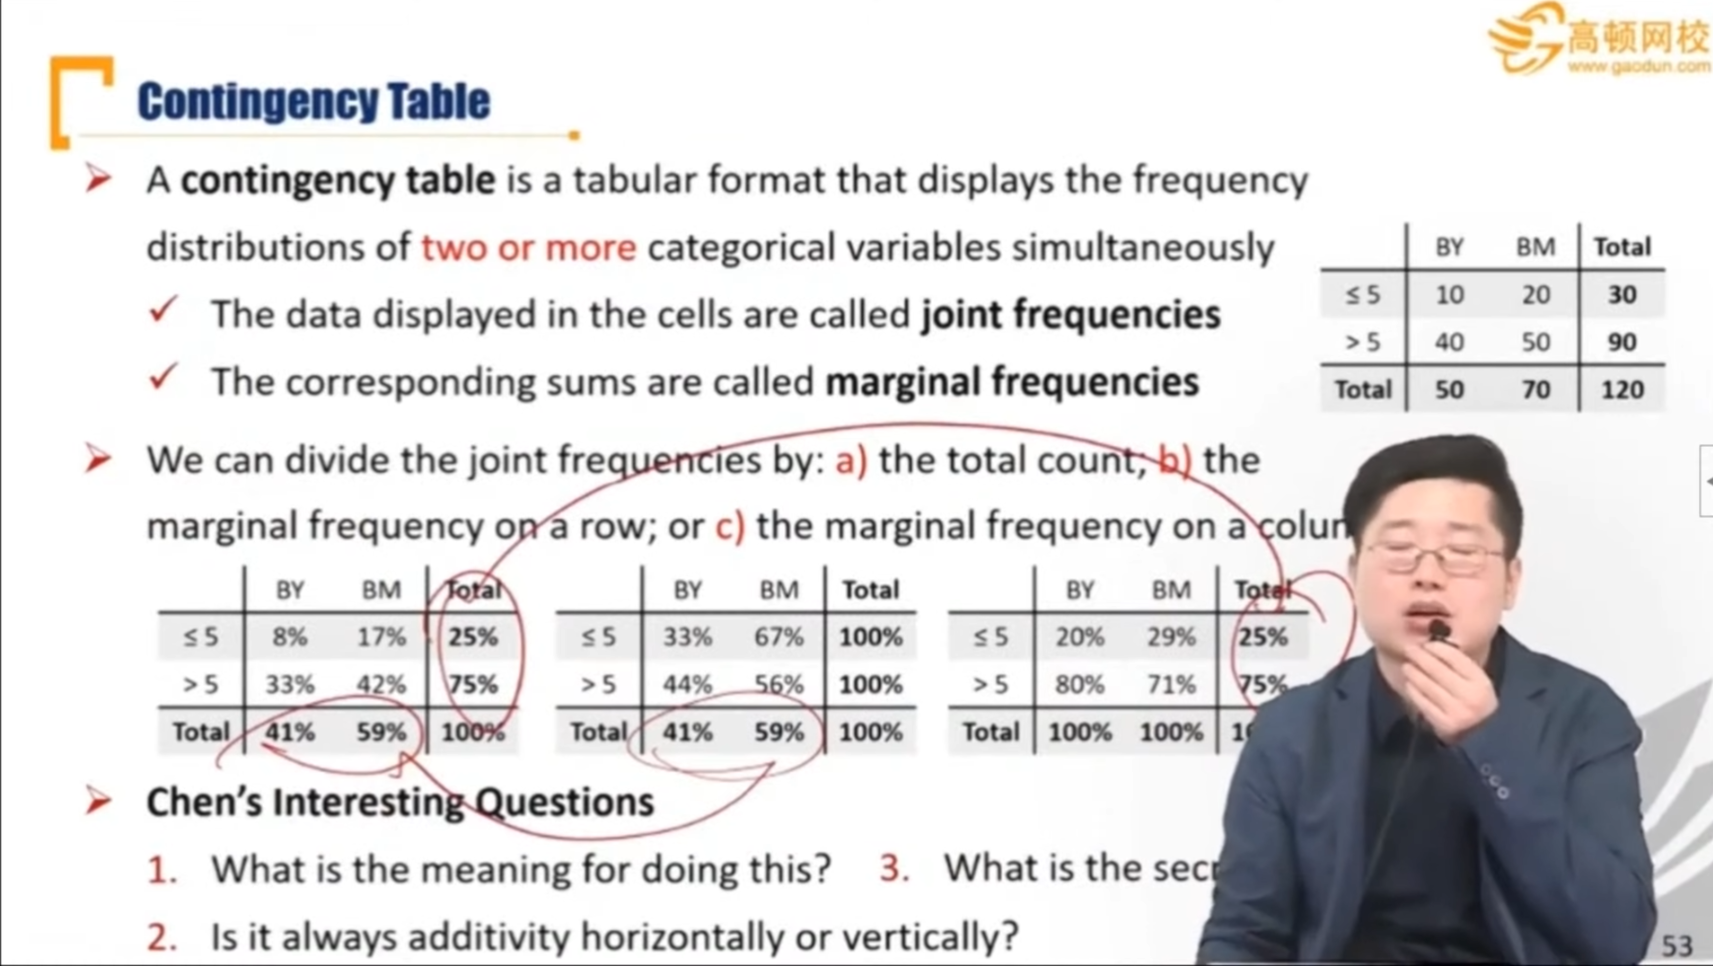 高顿网校
www.gaodun.com
Contingency Table
A contingency table is a tabular format that displays the frequency
distributions of two or more categorical variables simultaneously
✓ The data displayed in the cells are called joint frequencies
✓ The corresponding sums are called marginal frequencies
BY BM Total
≤ 5 10 20 30
> 5 40 50 90
Total 50 70 120
We can divide the joint frequencies by: a) the total count; b) the
marginal frequency on a row; or c) the marginal frequency on a
BY BM Total
≤ 5 8% 17% 25%
> 5 33% 42% 75%
Total 41% 59% 100%
BY BM Total
≤ 5 33% 67% 100%
> 5 44% 56% 100%
Total 41% 59% 100%
BY BM Total
≤ 5 20% 29% 25%
> 5 80% 71% 75%
Total 100% 100%
Chen's Interesting Questions
1. What is the meaning for doing this? 3. What is the
2. Is it always additivity horizontally or vertically?
53